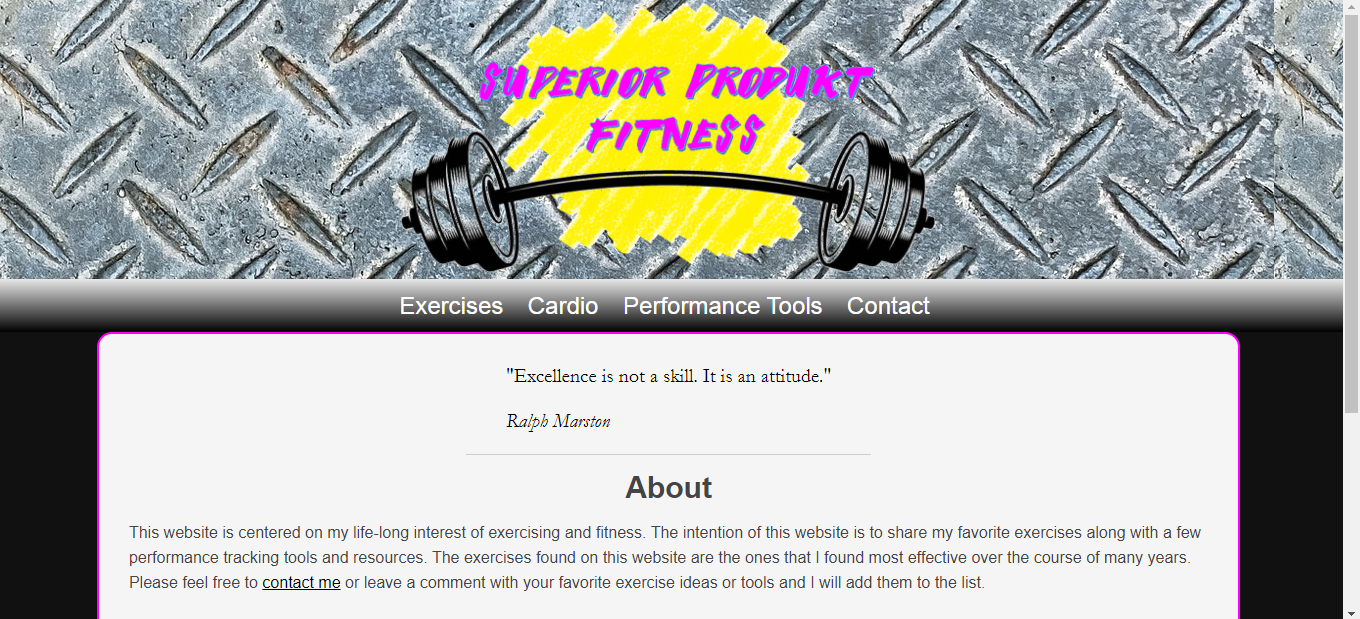 SUPERIOR PRODUKT
FITNESS
Exercises Cardio Performance Tools Contact
"Excellence is not a skill. It is an attitude."
Ralph Marston
About
This website is centered on my life-long interest of exercising and fitness. The intention of this website is to share my favorite exercises along with a few
performance tracking tools and resources. The exercises found on this website are the ones that I found most effective over the course of many years.
Please feel free to contact me or leave a comment with your favorite exercise ideas or tools and I will add them to the list.